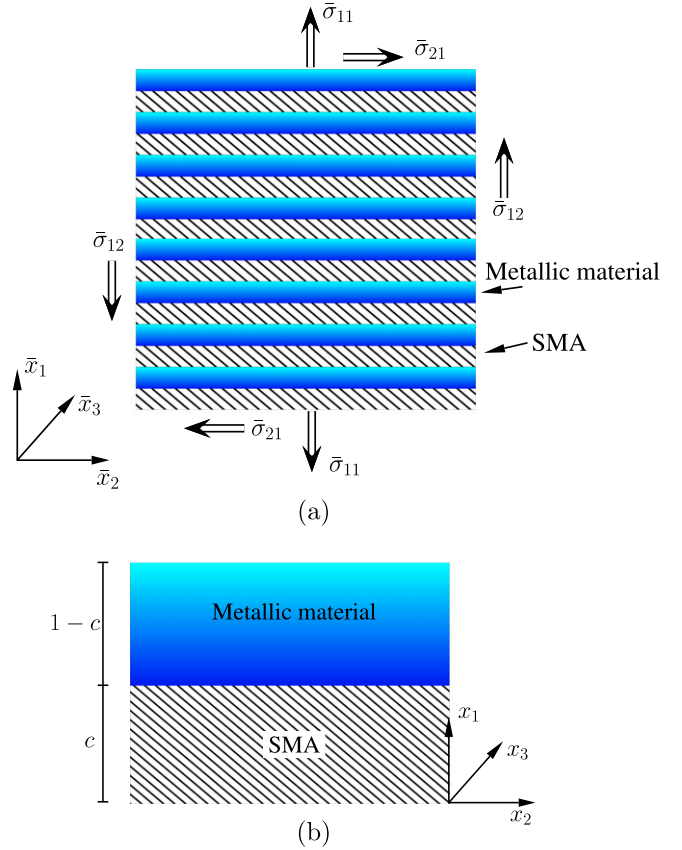 σ̄₁₁
σ̄₂₁
σ̄₁₂
σ̄₁₂
Metallic material
SMA
x̄₁
x̄₃
x̄₂
σ̄₂₁
σ̄₁₁
(a)
Metallic material
1 − c
c
SMA
x₁
x₃
x₂
(b)